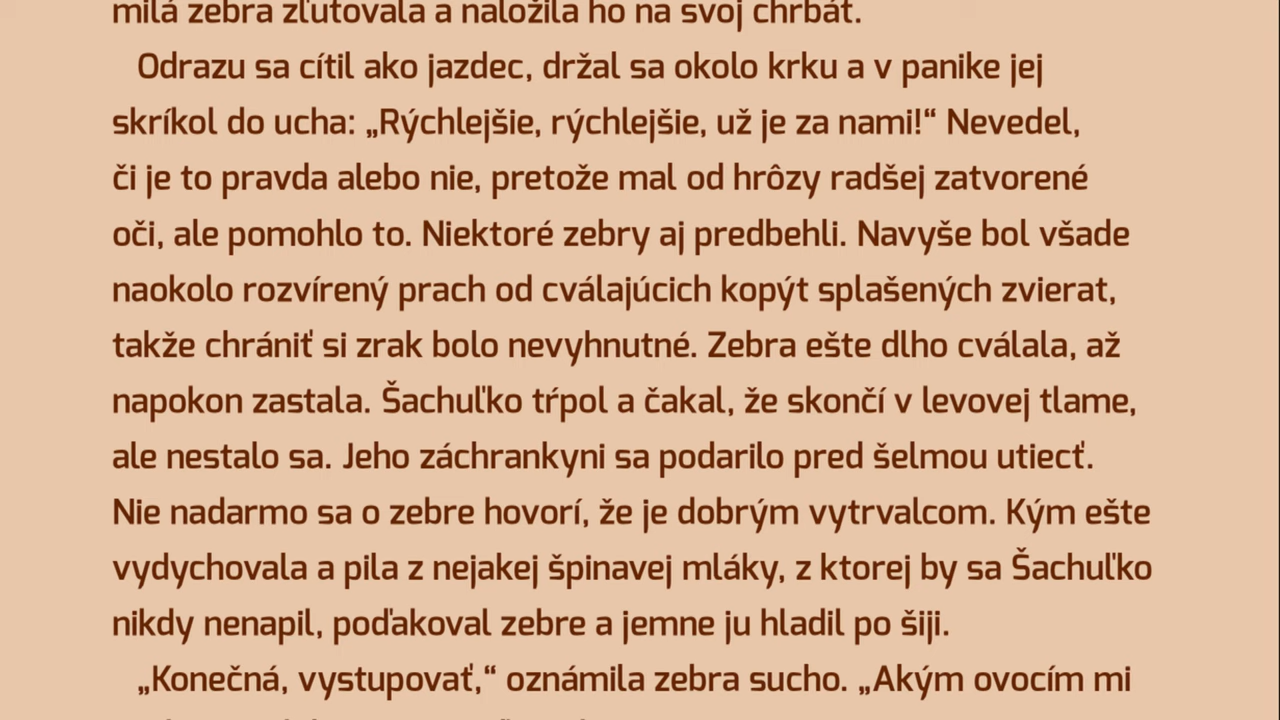 milá zebra zľutovala a naložila ho na svoj chrbát.
Odrazu sa cítil ako jazdec, držal sa okolo krku a v panike jej
skríkol do ucha: „Rýchlejšie, rýchlejšie, už je za nami!“ Nevedel,
či je to pravda alebo nie, pretože mal od hrôzy radšej zatvorené
oči, ale pomohlo to. Niektoré zebry aj predbehli. Navyše bol všade
naokolo rozvírený prach od cválajúcich kopýt splašených zvierat,
takže chrániť si zrak bolo nevyhnutné. Zebra ešte dlho cválala, až
napokon zastala. Šachuľko tŕpol a čakal, že skončí v levovej tlame,
ale nestalo sa. Jeho záchrankyni sa podarilo pred šelmou utiecť.
Nie nadarmo sa o zebre hovorí, že je dobrým vytrvalcom. Kým ešte
vydychovala a pila z nejakej špinavej mláky, z ktorej by sa Šachuľko
nikdy nenapil, poďakoval zebre a jemne ju hladil po šiji.
„Konečná, vystupovať,“ oznámila zebra sucho. „Akým ovocím mi